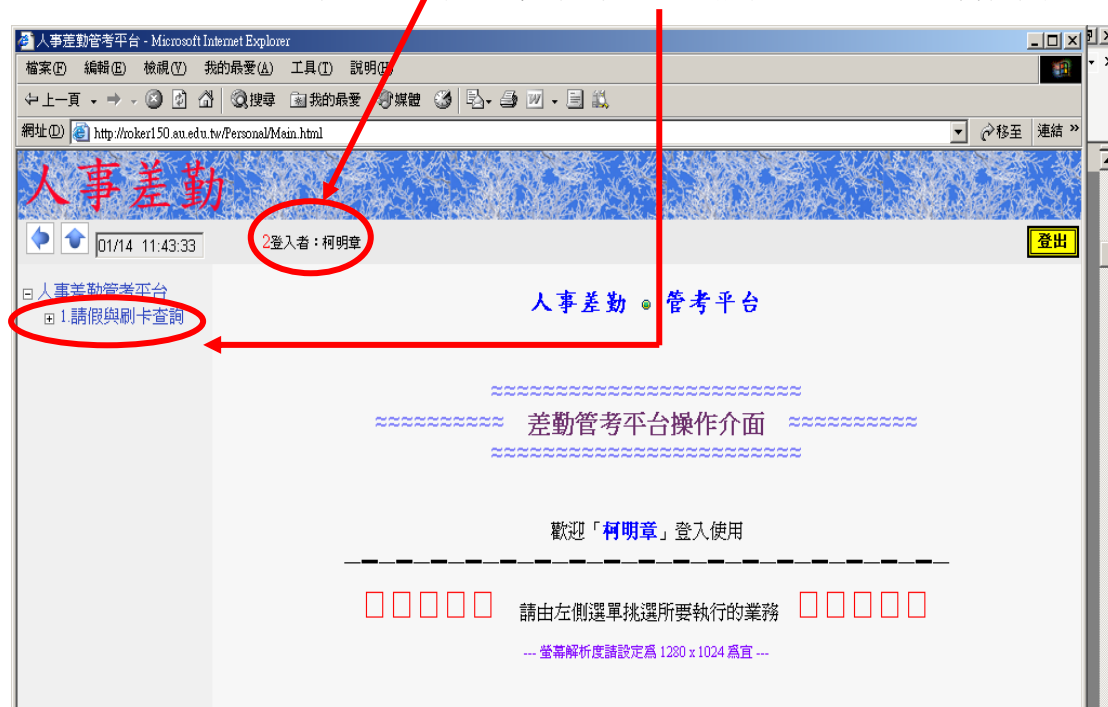 人事差勤管考平台 - Microsoft Internet Explorer
檔案(F) 編輯(E) 檢視(V) 我的最愛(A) 工具(T) 說明(H)
上一頁 搜尋 我的最愛 媒體
網址(D) http://roker150.au.edu.tw/Personal/Main.html 移至 連結 »
人事差勤
01/14 11:43:33 2登入者：柯明章 登出
人事差勤管考平台
1.請假與刷卡查詢
人事差勤 ● 管考平台
≈≈≈≈≈≈≈≈≈≈≈≈≈≈≈≈≈≈≈≈≈≈≈≈
≈≈≈≈≈≈≈≈≈≈ 差勤管考平台操作介面 ≈≈≈≈≈≈≈≈≈≈
≈≈≈≈≈≈≈≈≈≈≈≈≈≈≈≈≈≈≈≈≈≈≈≈
歡迎「柯明章」登入使用
請由左側選單挑選所要執行的業務
--- 螢幕解析度請設定為 1280 x 1024 為宜 ---